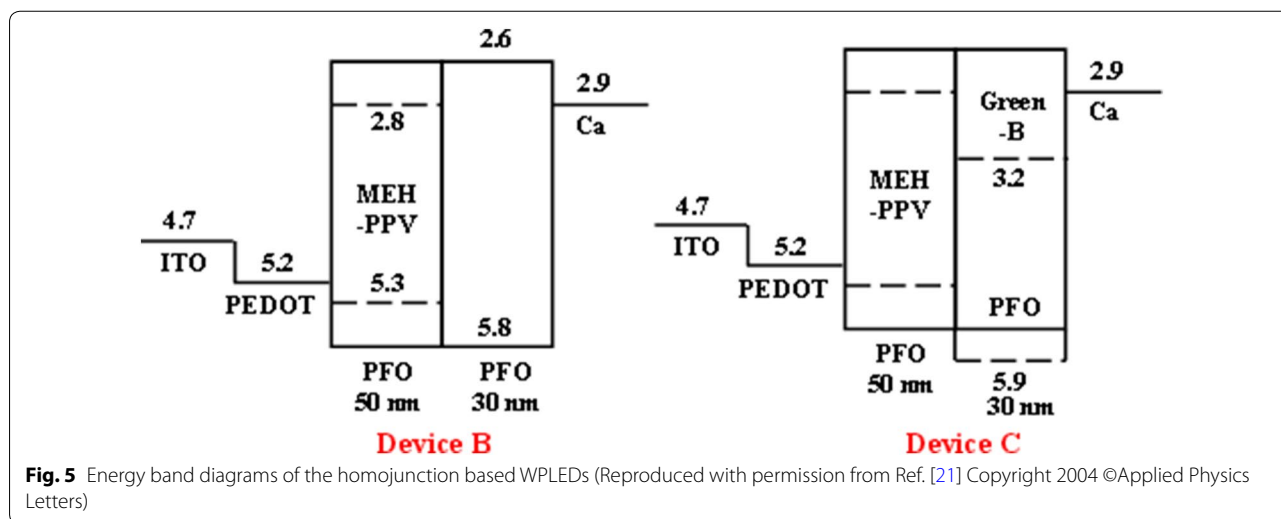 2.6
2.9
Ca
2.8
MEH
-PPV
4.7
ITO
5.2
PEDOT
5.3
5.8
PFO
50 nm
PFO
30 nm
Device B
2.9
Ca
Green
-B
3.2
MEH
-PPV
4.7
ITO
5.2
PEDOT
PFO
PFO
50 nm
5.9
30 nm
Device C
Fig. 5 Energy band diagrams of the homojunction based WPLEDs (Reproduced with permission from Ref. [21] Copyright 2004 ©Applied Physics
Letters)